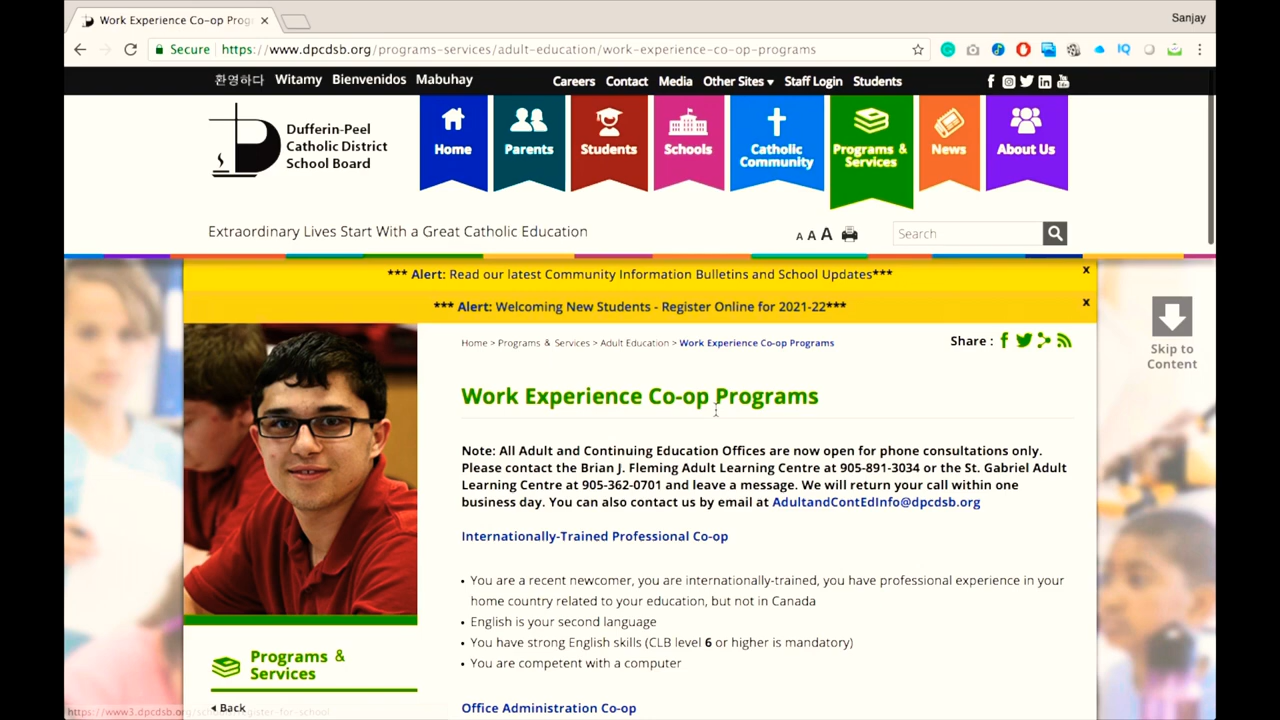 Work Experience Co-op Prog
Sanjay
Secure https://www.dpcdsb.org/programs-services/adult-education/work-experience-co-op-programs
IQ
환영하다 Witamy Bienvenidos Mabuhay Careers Contact Media Other Sites Staff Login Students
Dufferin-Peel
Catholic District
School Board
Home
Parents
Students
Schools
Catholic
Community
Programs &
Services
News
About Us
Extraordinary Lives Start With a Great Catholic Education
A A A
Search
*** Alert: Read our latest Community Information Bulletins and School Updates*** x
*** Alert: Welcoming New Students - Register Online for 2021-22*** x
Home > Programs & Services > Adult Education > Work Experience Co-op Programs
Share :
Skip to
Content
Work Experience Co-op Programs
Note: All Adult and Continuing Education Offices are now open for phone consultations only.
Please contact the Brian J. Fleming Adult Learning Centre at 905-891-3034 or the St. Gabriel Adult
Learning Centre at 905-362-0701 and leave a message. We will return your call within one
business day. You can also contact us by email at AdultandContEdInfo@dpcdsb.org
Internationally-Trained Professional Co-op
• You are a recent newcomer, you are internationally-trained, you have professional experience in your
home country related to your education, but not in Canada
• English is your second language
• You have strong English skills (CLB level 6 or higher is mandatory)
• You are competent with a computer
Programs &
Services
Back
Office Administration Co-op
https://www3.dpcdsb.org/schools/register-for-school